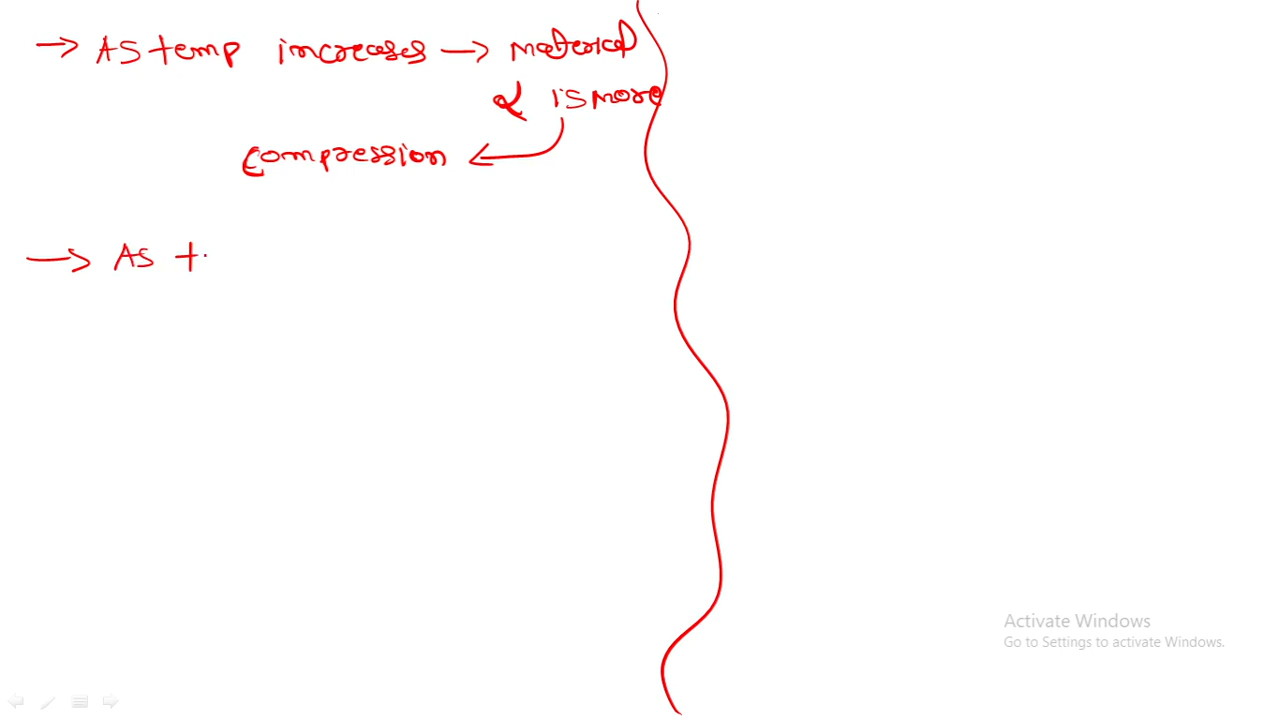 → As temp increases → material
α is more
compression ←
→ As t
Activate Windows
Go to Settings to activate Windows.